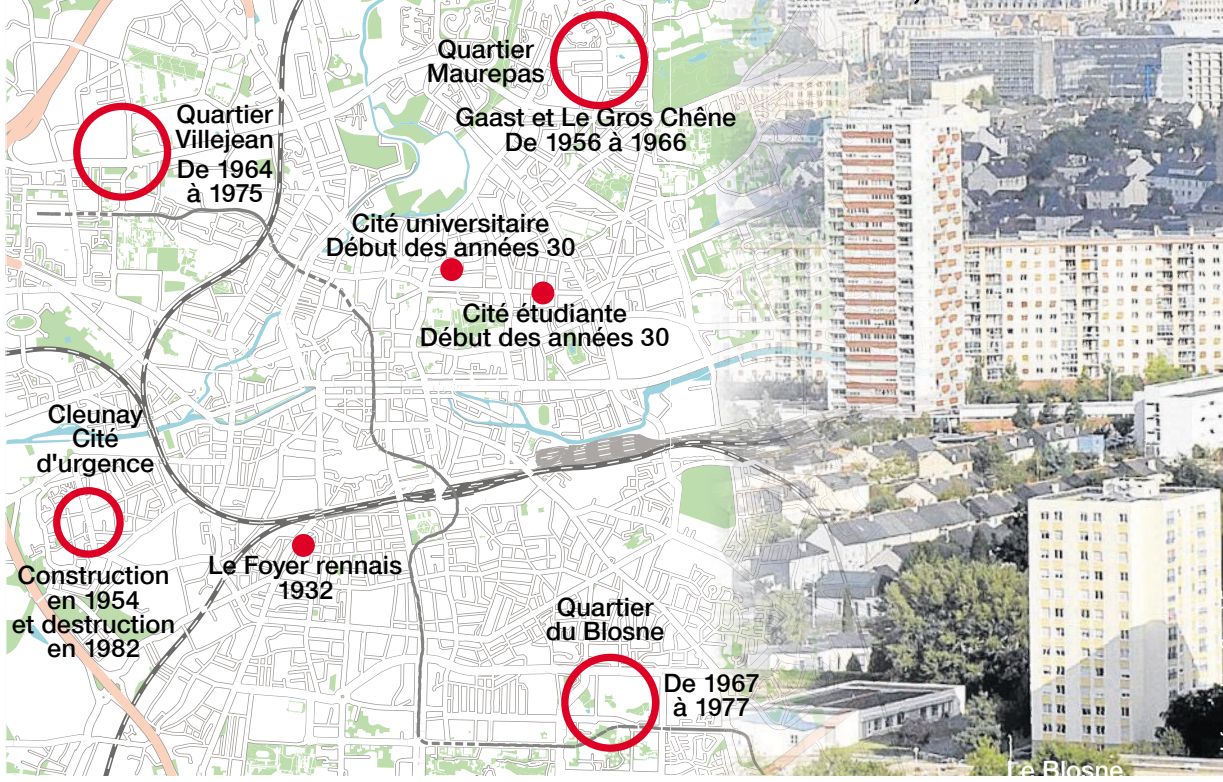 Quartier
Maurepas
Gaast et Le Gros Chêne
De 1956 à 1966
Quartier
Villejean
De 1964
à 1975
Cité universitaire
Début des années 30
Cité étudiante
Début des années 30
Cleunay
Cité
d'urgence
Construction
en 1954
et destruction
en 1982
Le Foyer rennais
1932
Quartier
du Blosne
De 1967
à 1977
Le Blosne